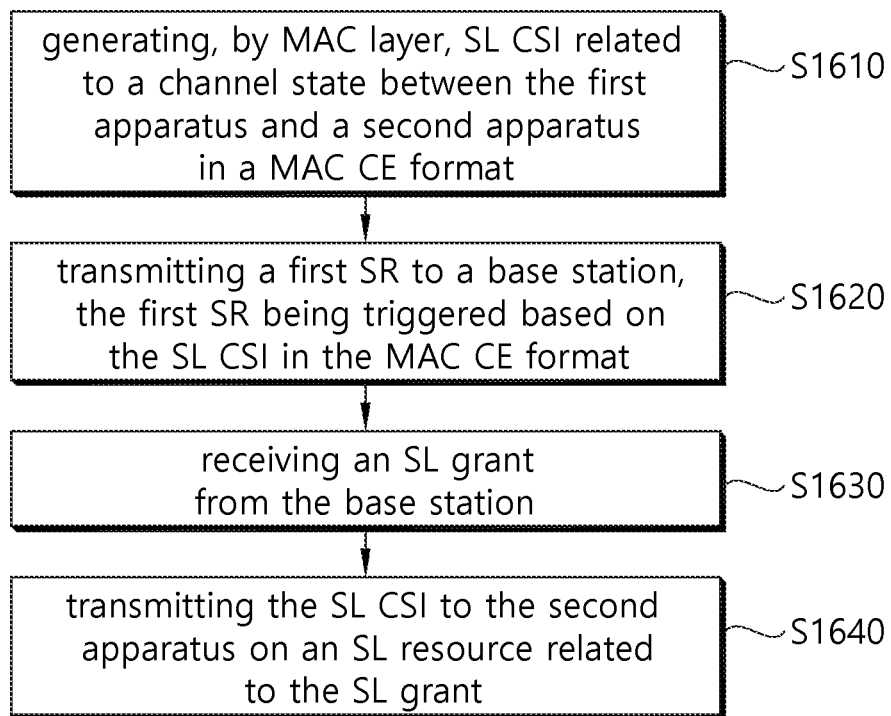 generating, by MAC layer, SL CSI related
to a channel state between the first
apparatus and a second apparatus
in a MAC CE format
S1610
transmitting a first SR to a base station,
the first SR being triggered based on
the SL CSI in the MAC CE format
S1620
receiving an SL grant
from the base station
S1630
transmitting the SL CSI to the second
apparatus on an SL resource related
to the SL grant
S1640